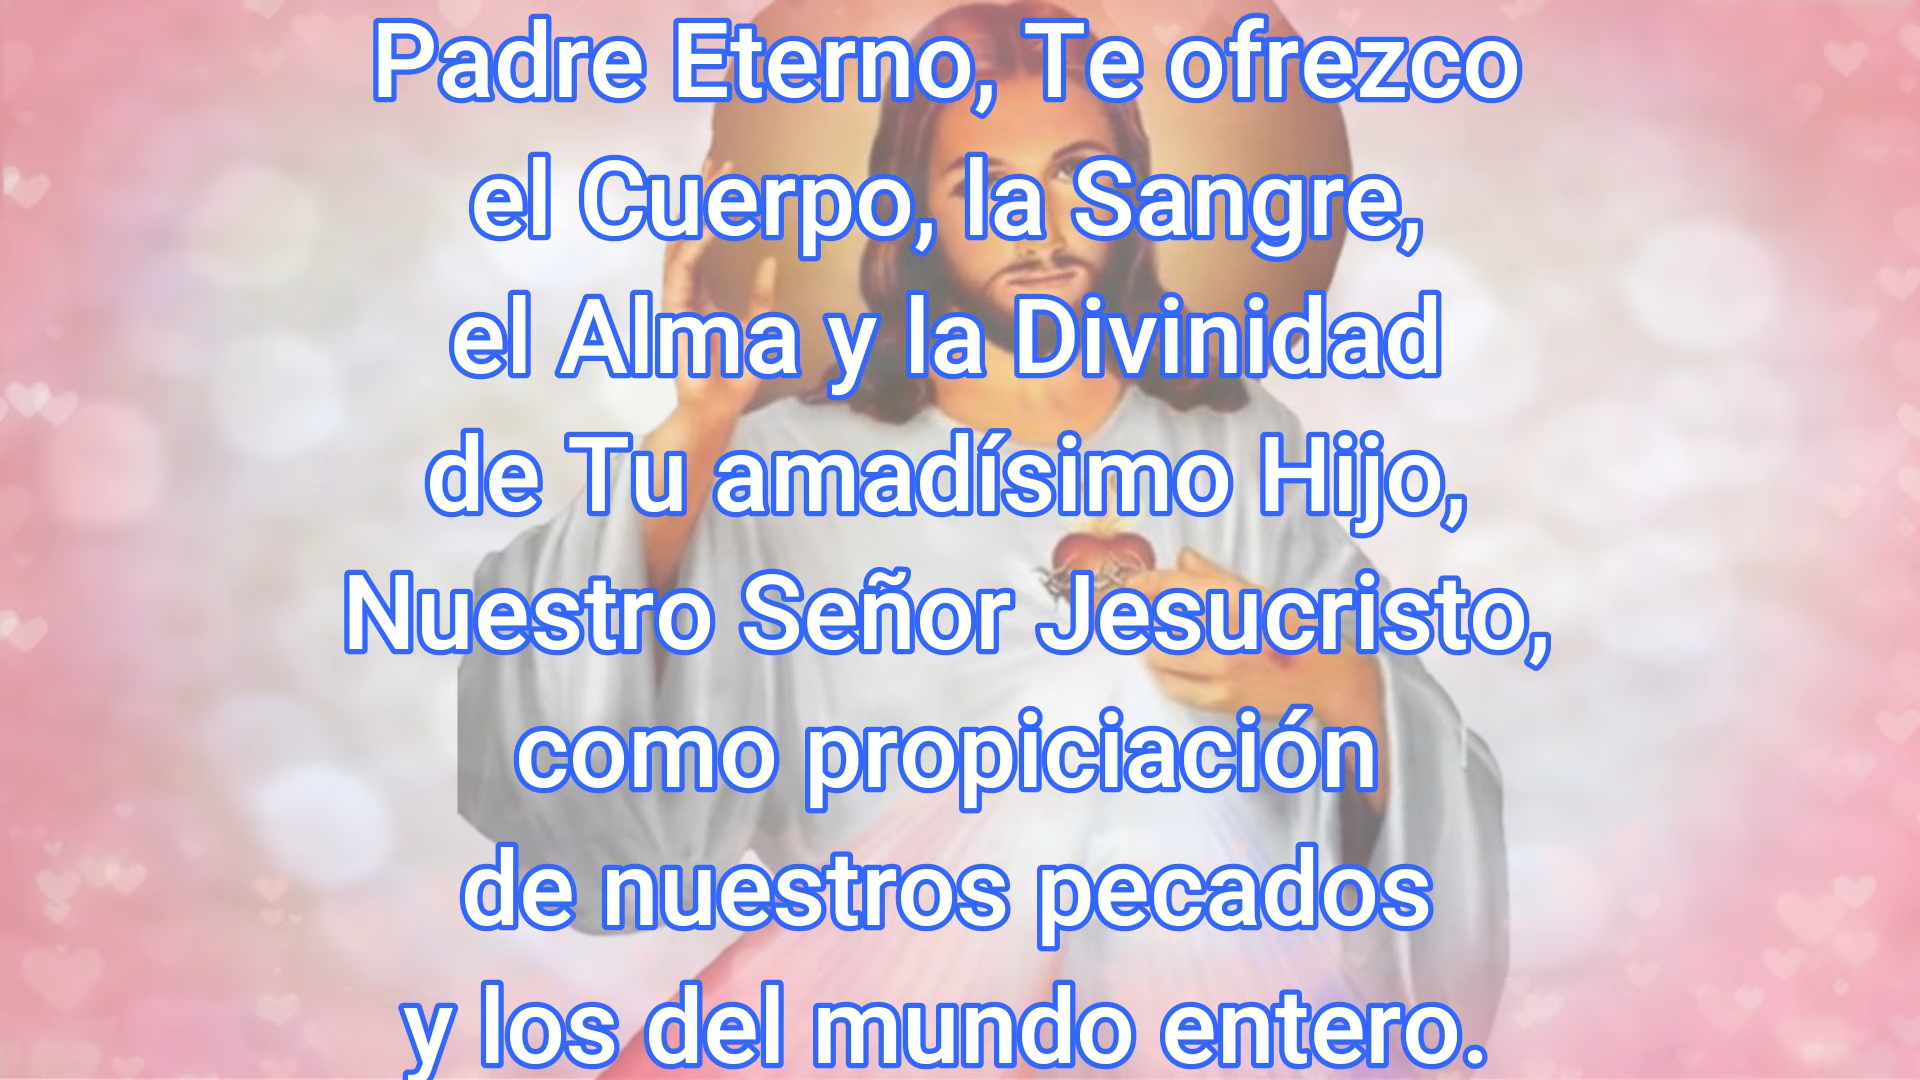 Padre Eterno, Te ofrezco
el Cuerpo, la Sangre,
el Alma y la Divinidad
de Tu amadísimo Hijo,
Nuestro Señor Jesucristo,
como propiciación
de nuestros pecados
y los del mundo entero.